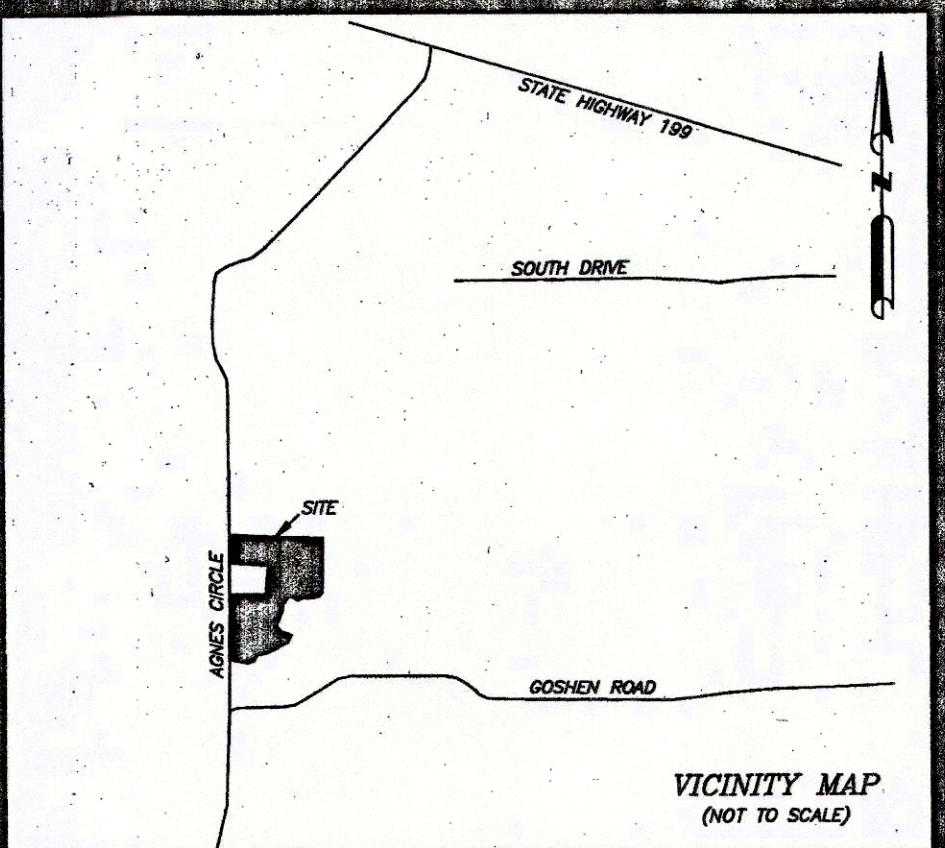 STATE HIGHWAY 199
N
SOUTH DRIVE
SITE
AGNES CIRCLE
GOSHEN ROAD
VICINITY MAP
(NOT TO SCALE)